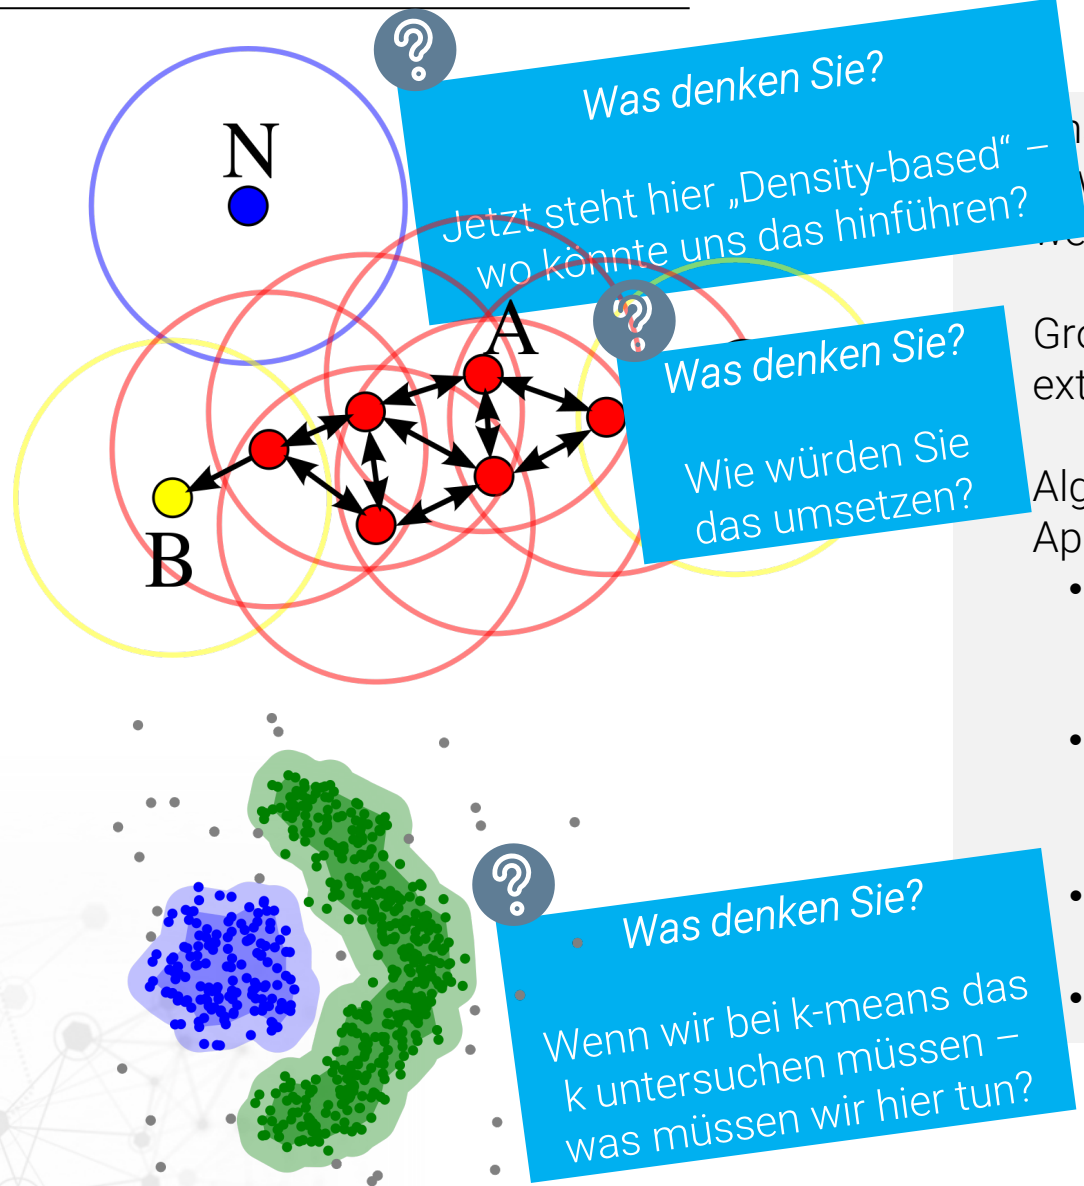 N
Was denken Sie?
Jetzt steht hier „Density-based“ –
wo könnte uns das hinführen?
A
Was denken Sie?
Wie würden Sie
das umsetzen?
B
Gro
ext
Alg
Ap
•
•
•
•
Was denken Sie?
Wenn wir bei k-means das
k untersuchen müssen –
was müssen wir hier tun?